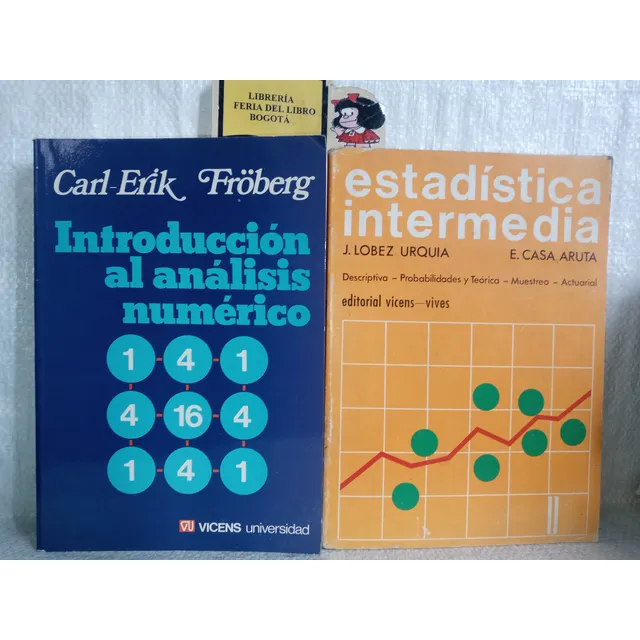 LIBRERÍA
FERIA DEL LIBRO
BOGOTÁ
Carl-Erik Fröberg
Introducción
al análisis
numérico
1 4 1
4 16 4
1 4 1
VU VICENS universidad
estadística
intermedia
J. LOBEZ URQUIA E. CASA ARUTA
Descriptiva - Probabilidades y Teórica - Muestreo - Actuarial
editorial vicens-vives